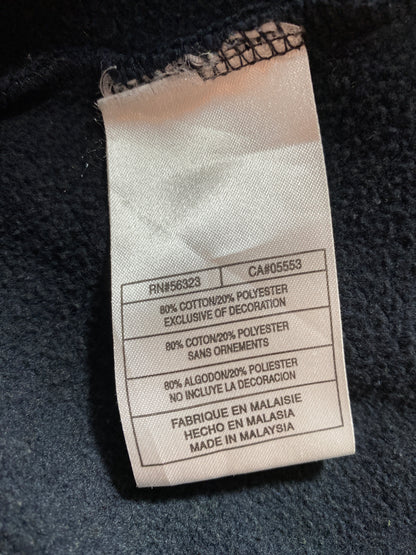 RN#56323 CA#05553
80% COTTON/20% POLYESTER
EXCLUSIVE OF DECORATION
80% COTTON/20% POLYESTER
SANS ORNEMENTS
80% ALGODON/20% POLIESTER
NO INCLUYE LA DECORACION
FABRIQUE EN MALAISIE
HECHO EN MALASIA
MADE IN MALAYSIA